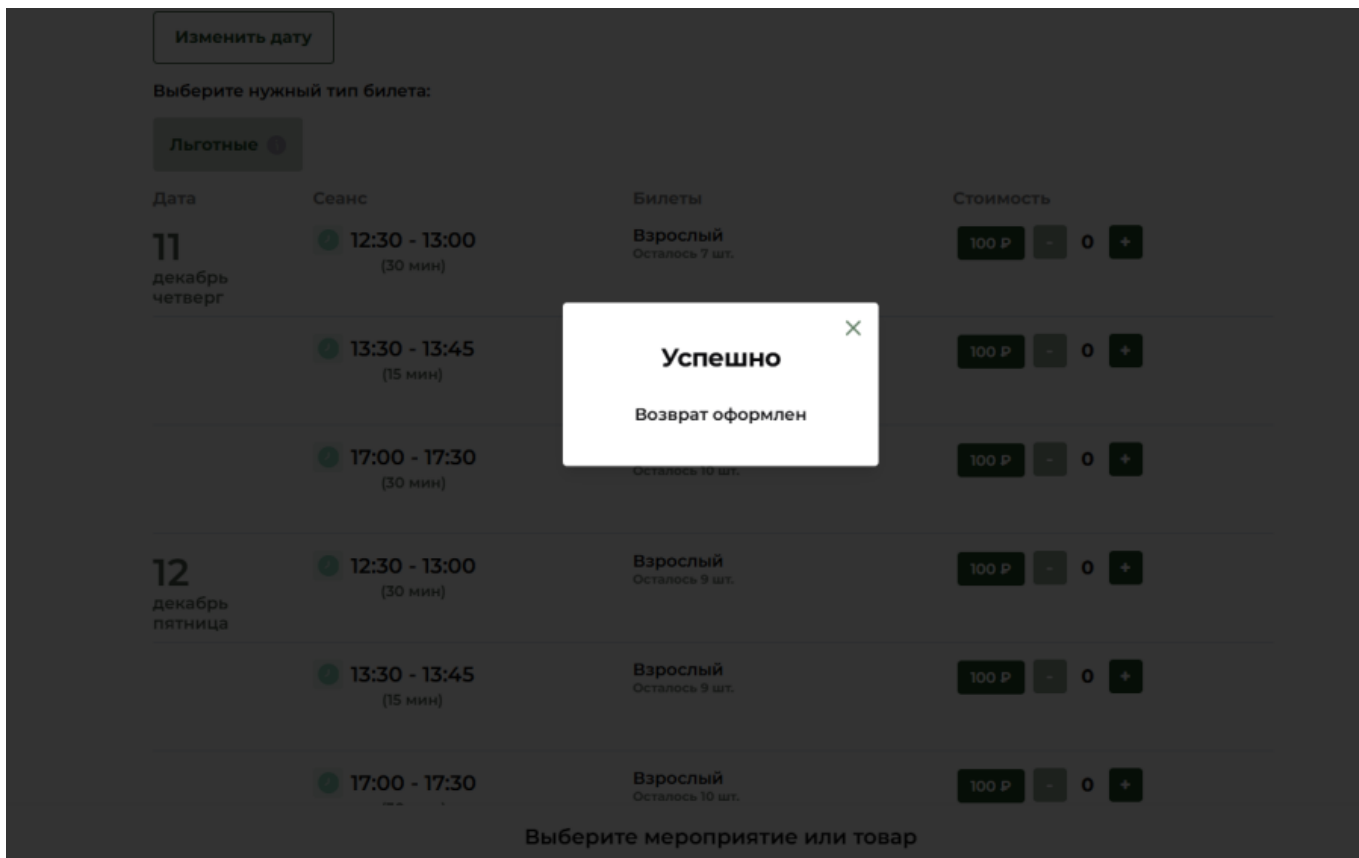 Изменить дату
Выберите нужный тип билета:
Льготные
Дата Сеанс Билеты Стоимость
11 12:30 - 13:00 Взрослый 100 ₽ - 0 +
(30 мин) Осталось 7 шт.
декабрь
четверг
13:30 - 13:45 100 ₽ - 0 +
(15 мин)
Успешно
Возврат оформлен
17:00 - 17:30 100 ₽ - 0 +
(30 мин) Осталось 10 шт.
12 12:30 - 13:00 Взрослый 100 ₽ - 0 +
(30 мин) Осталось 9 шт.
декабрь
пятница
13:30 - 13:45 Взрослый 100 ₽ - 0 +
(15 мин) Осталось 9 шт.
17:00 - 17:30 Взрослый 100 ₽ - 0 +
Осталось 10 шт.
Выберите мероприятие или товар